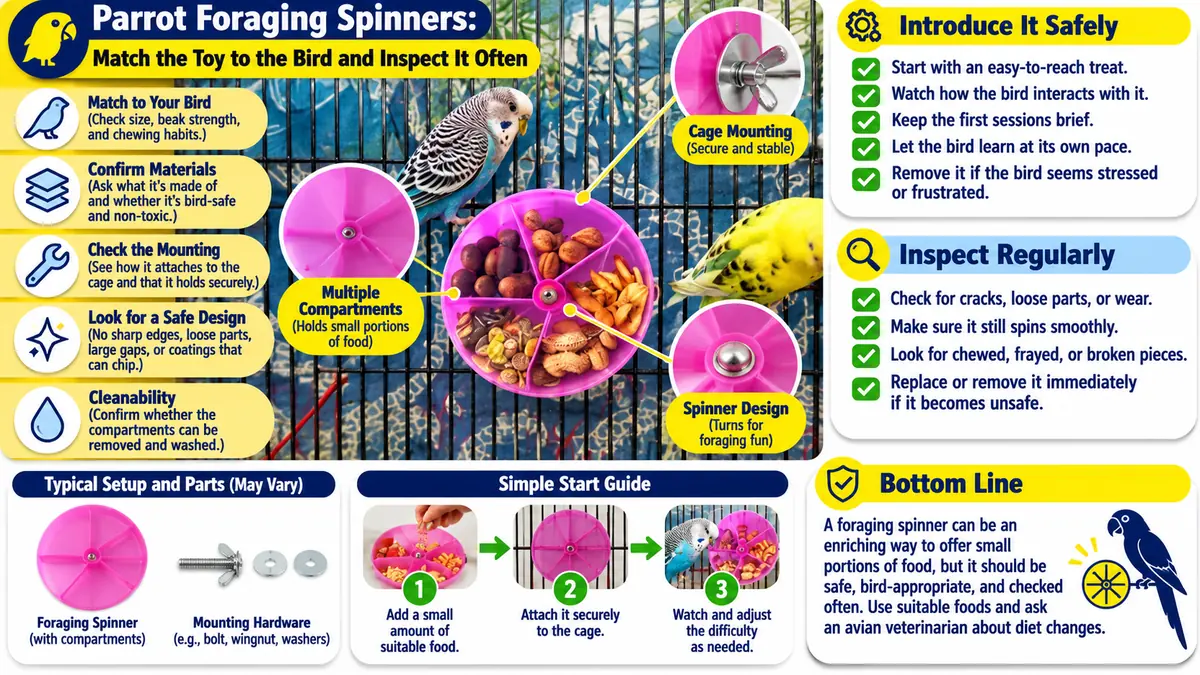 Parrot Foraging Spinners:
Match the Toy to the Bird and Inspect It Often
Match to Your Bird
(Check size, beak strength,
and chewing habits.)
Confirm Materials
(Ask what it's made of
and whether it's bird-safe
and non-toxic.)
Check the Mounting
(See how it attaches to the
cage and that it holds securely.)
Look for a Safe Design
(No sharp edges, loose parts,
large gaps, or coatings that
can chip.)
Cleanability
(Confirm whether the
compartments can be
removed and washed.)
Cage Mounting
(Secure and stable)
Multiple
Compartments
(Holds small portions
of food)
Spinner Design
(Turns for
foraging fun)
Introduce It Safely
Start with an easy-to-reach treat.
Watch how the bird interacts with it.
Keep the first sessions brief.
Let the bird learn at its own pace.
Remove it if the bird seems stressed
or frustrated.
Inspect Regularly
Check for cracks, loose parts, or wear.
Make sure it still spins smoothly.
Look for chewed, frayed, or broken pieces.
Replace or remove it immediately
if it becomes unsafe.
Typical Setup and Parts (May Vary)
Foraging Spinner
(with compartments)
Mounting Hardware
(e.g., bolt, wingnut, washers)
Simple Start Guide
1
Add a small
amount of
suitable food.
2
Attach it securely
to the cage.
3
Watch and adjust
the difficulty
as needed.
Bottom Line
A foraging spinner can be an
enriching way to offer small
portions of food, but it should be
safe, bird-appropriate, and checked
often. Use suitable foods and ask
an avian veterinarian about diet changes.